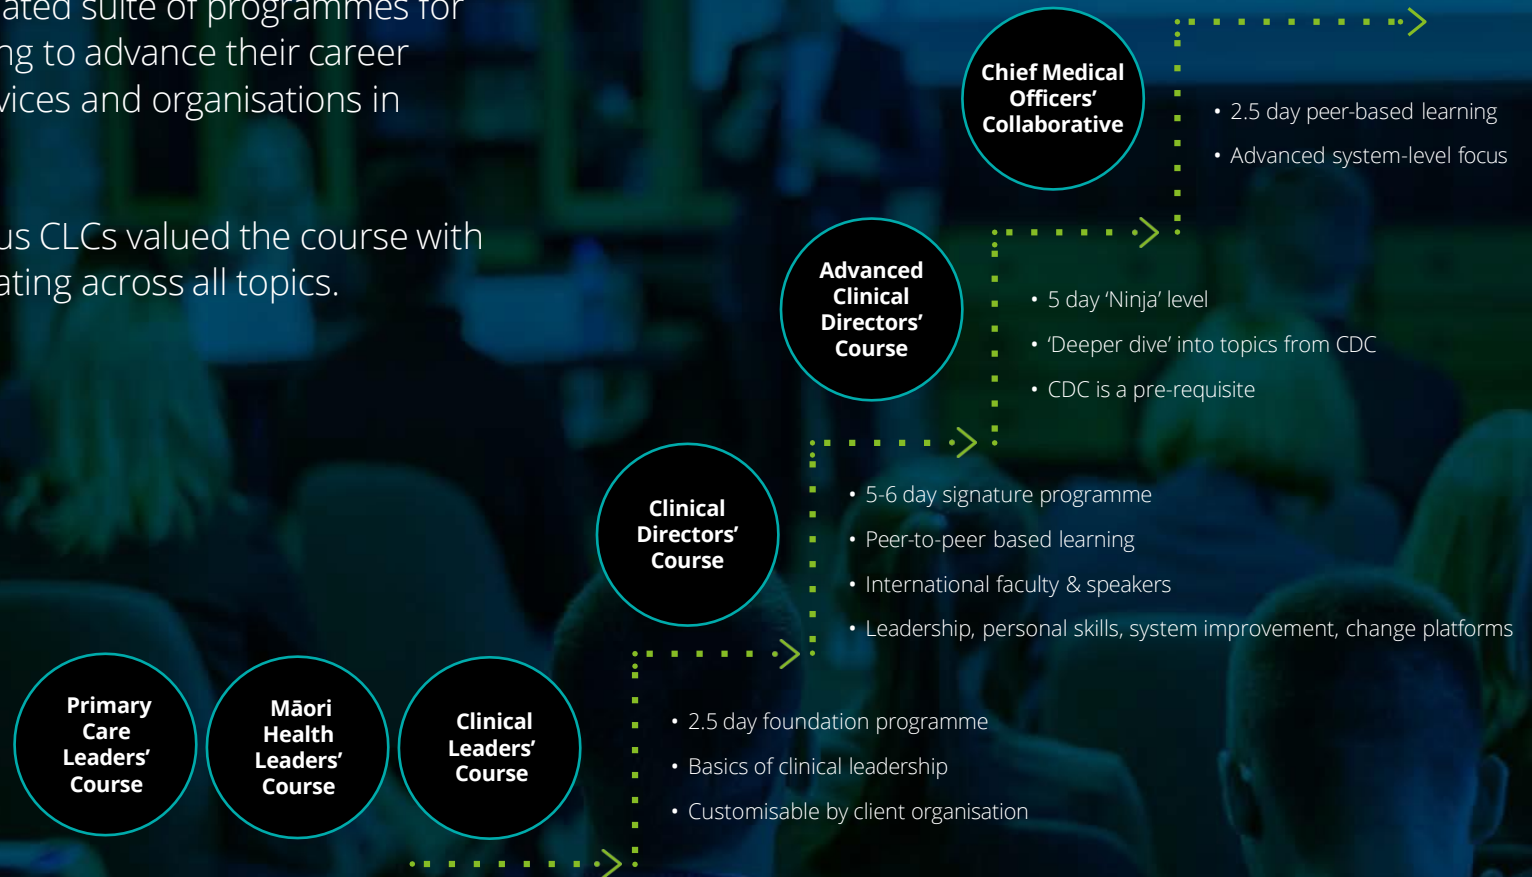 suite of programmes for
to advance their career
and organisations in
CLCs valued the course with
across all topics.
Chief Medical
Officers’
Collaborative
• 2.5 day peer-based learning
• Advanced system-level focus
Advanced
Clinical
Directors’
Course
• 5 day ‘Ninja’ level
• ‘Deeper dive’ into topics from CDC
• CDC is a pre-requisite
Clinical
Directors’
Course
• 5-6 day signature programme
• Peer-to-peer based learning
• International faculty & speakers
• Leadership, personal skills, system improvement, change platforms
Primary
Care
Leaders’
Course
Māori
Health
Leaders’
Course
Clinical
Leaders’
Course
• 2.5 day foundation programme
• Basics of clinical leadership
• Customisable by client organisation